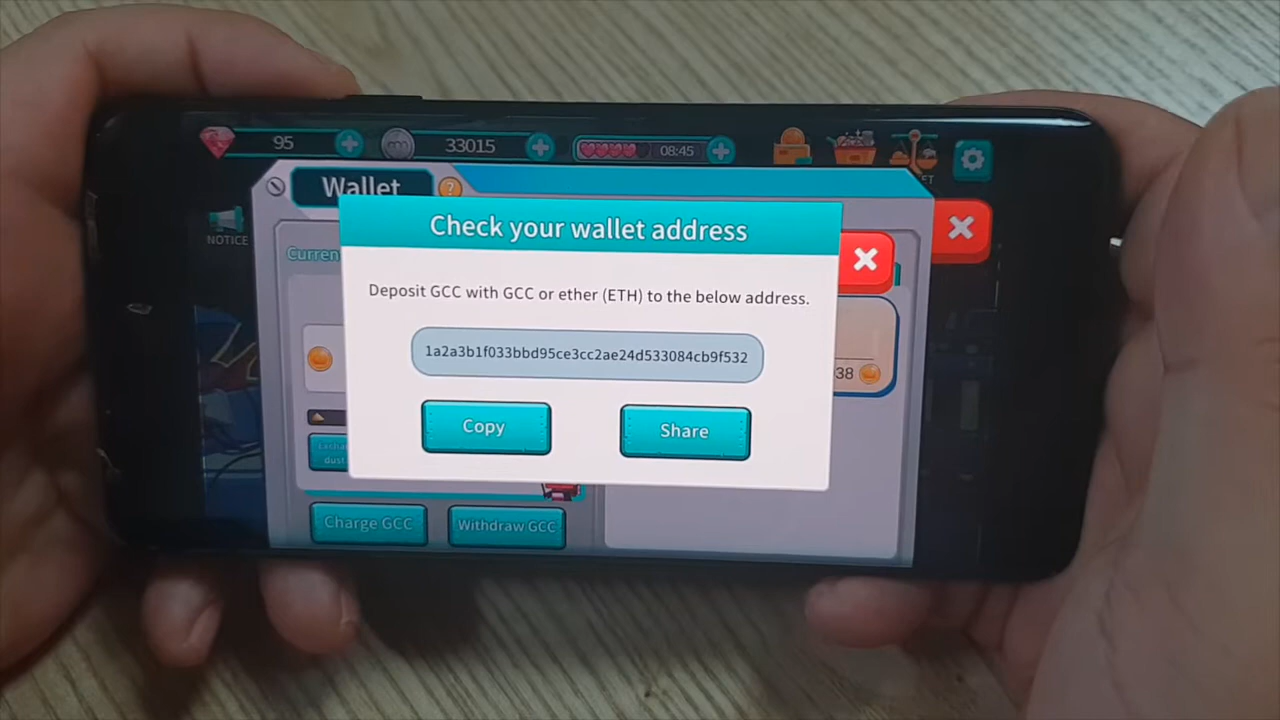 95
33015
08:45
Wallet
?
NOTICE
Check your wallet address
Deposit GCC with GCC or ether (ETH) to the below address.
1a2a3b1f033bbd95ce3cc2ae24d533084cb9f532
38
Copy
Share
Charge GCC
Withdraw GCC